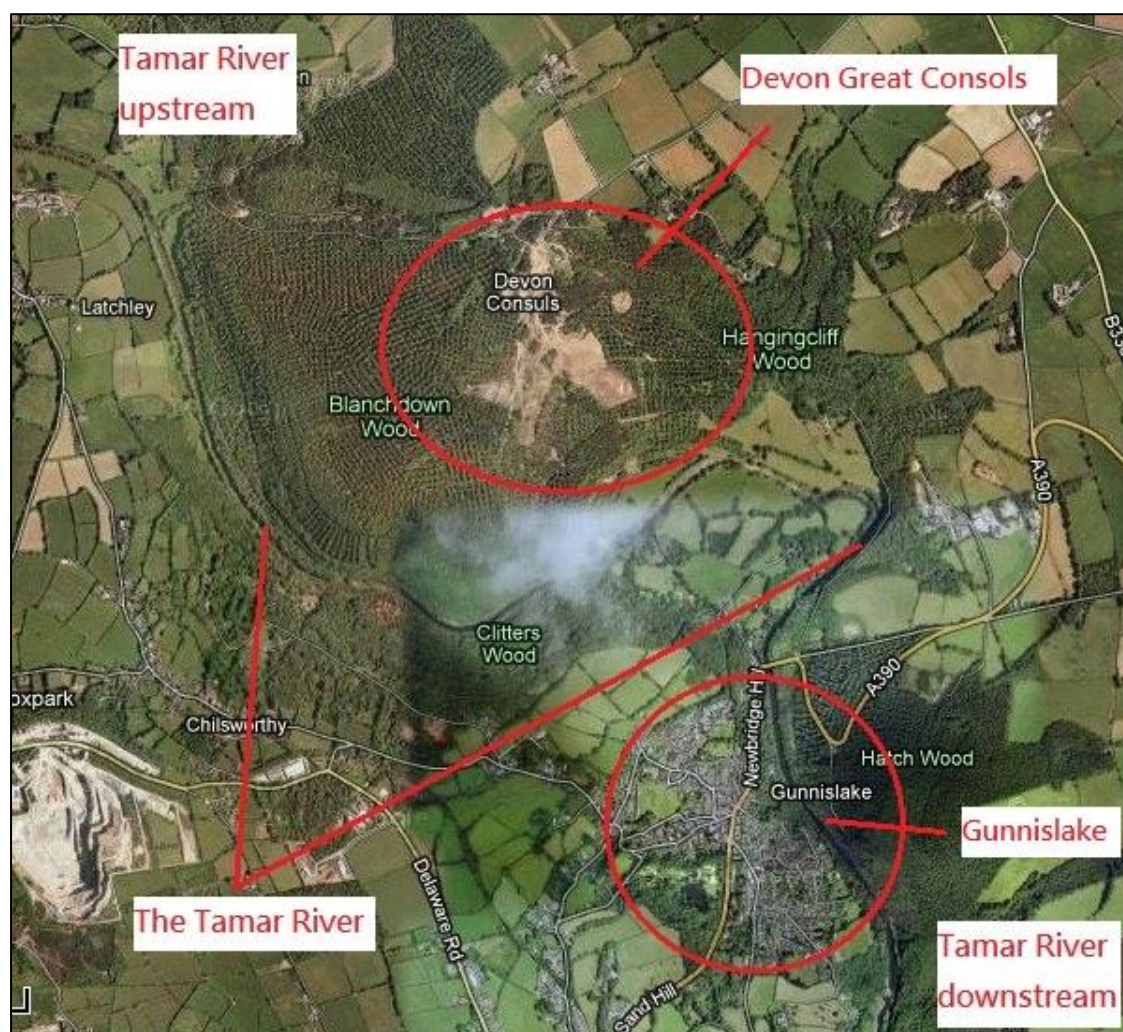 Tamar River
upstream
Devon Great Consols
Devon
Consuls
Latchley
Hangingcliff
Wood
Blanchdown
Wood
A390
Clitters
Wood
oxpark
Chilsworthy
A390
Newbridge Hill
Hatch Wood
Gunnislake
Gunnislake
The Tamar River
Delaware Rd
Tamar River
downstream
Sand Hill